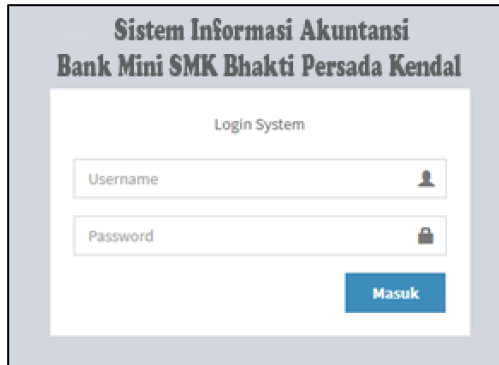 Sistem Informasi Akuntansi
Bank Mini SMK Bhakti Persada Kendal
Login System
Username
Password
Masuk